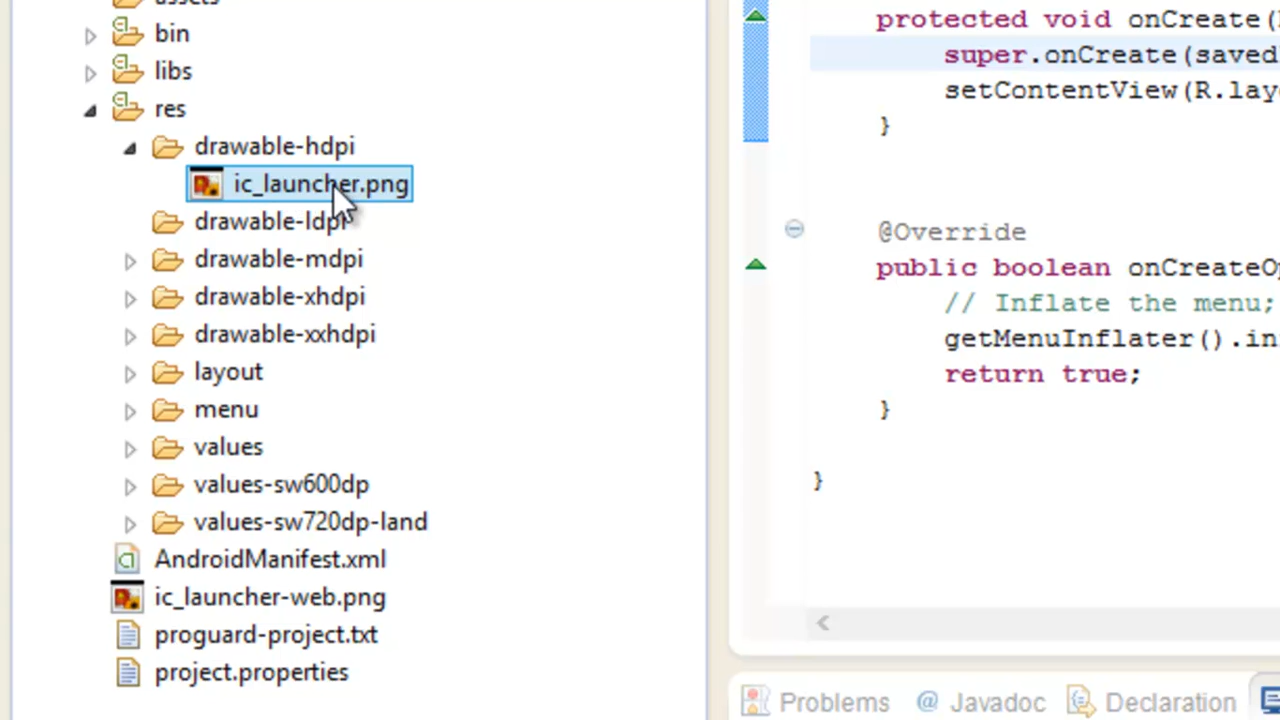 assets
bin
libs
res
drawable-hdpi
ic_launcher.png
drawable-ldpi
drawable-mdpi
drawable-xhdpi
drawable-xxhdpi
layout
menu
values
values-sw600dp
values-sw720dp-land
AndroidManifest.xml
ic_launcher-web.png
proguard-project.txt
project.properties
protected void onCreate(
super.onCreate(saved
setContentView(R.lay
}
@Override
public boolean onCreateOp
// Inflate the menu;
getMenuInflater().in
return true;
}
}
Problems @ Javadoc Declaration